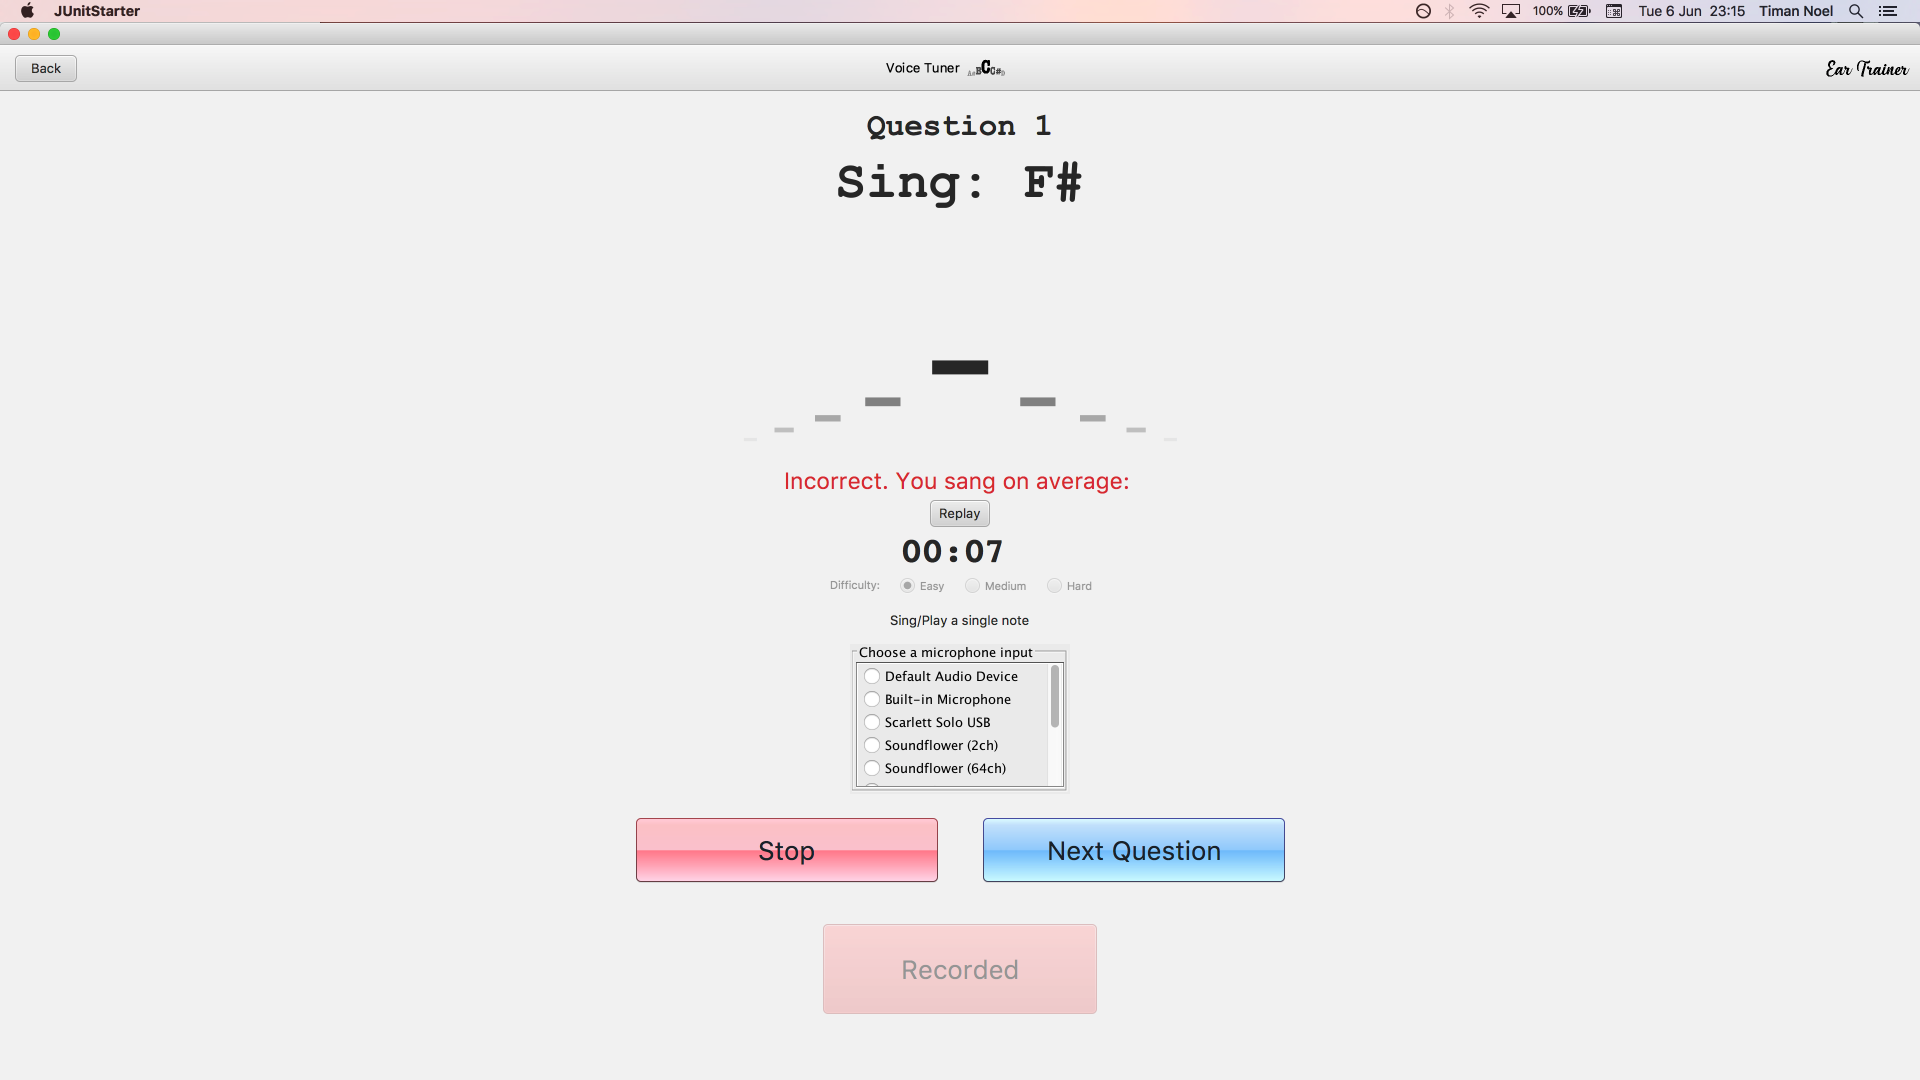 JUnitStarter 100% Tue 6 Jun 23:15 Timan Noel
Back Voice Tuner A# B C C# D Ear Trainer
Question 1
Sing: F#
Incorrect. You sang on average:
Replay
00:07
Difficulty: Easy Medium Hard
Sing/Play a single note
Choose a microphone input
Default Audio Device
Built-in Microphone
Scarlett Solo USB
Soundflower (2ch)
Soundflower (64ch)
Stop Next Question
Recorded